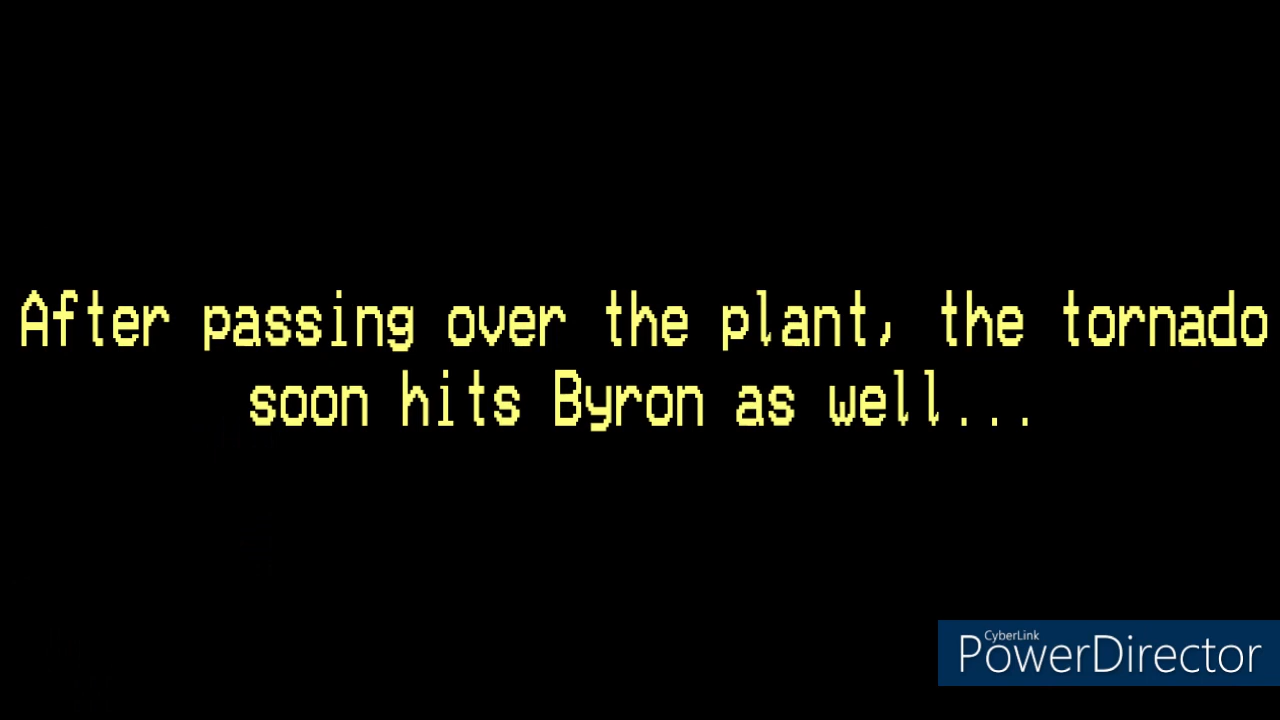 After passing over the plant, the tornado
soon hits Byron as well...
CyberLink
PowerDirector